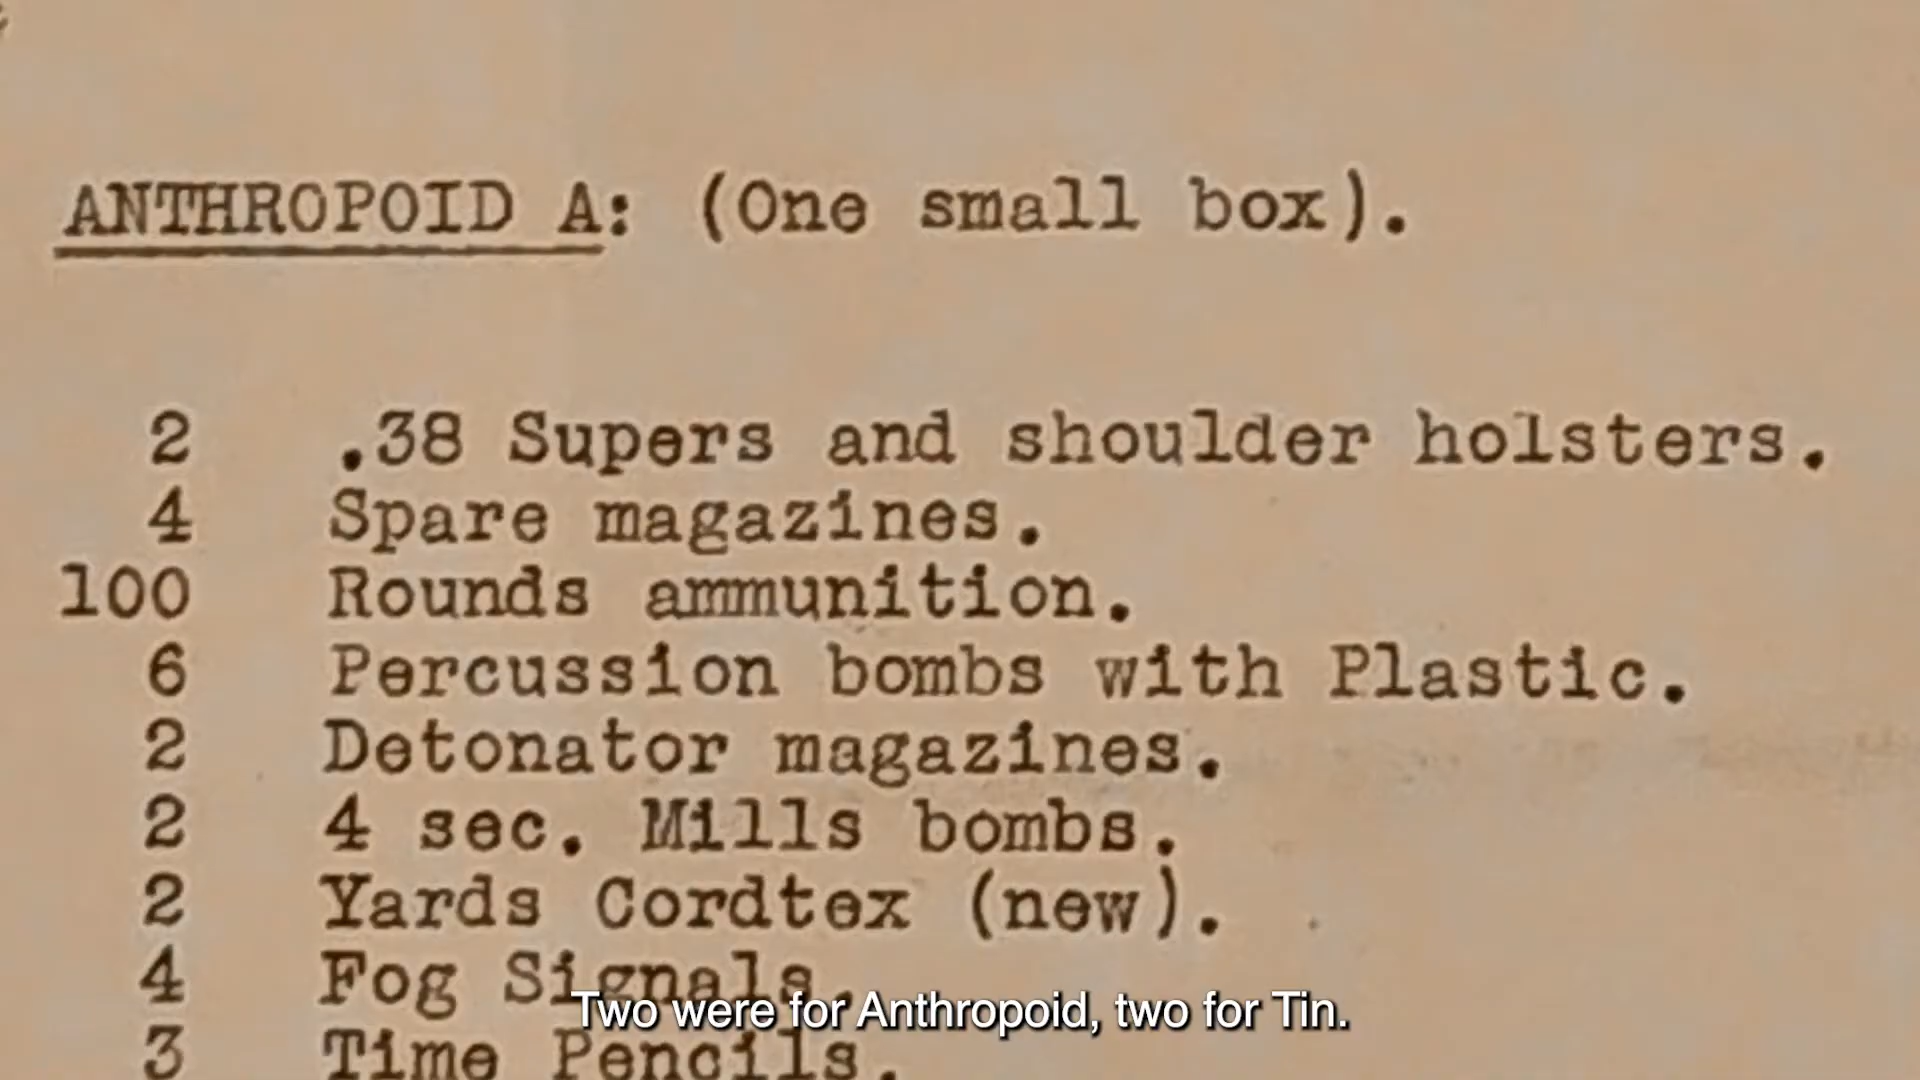 ANTHROPOID A: (One small box).
2 .38 Supers and shoulder holsters.
4 Spare magazines.
100 Rounds ammunition.
6 Percussion bombs with Plastic.
2 Detonator magazines.
2 4 sec. Mills bombs.
2 Yards Cordtex (new).
4 Fog Signals.
Two were for Anthropoid, two for Tin.
3 Time Pencils.